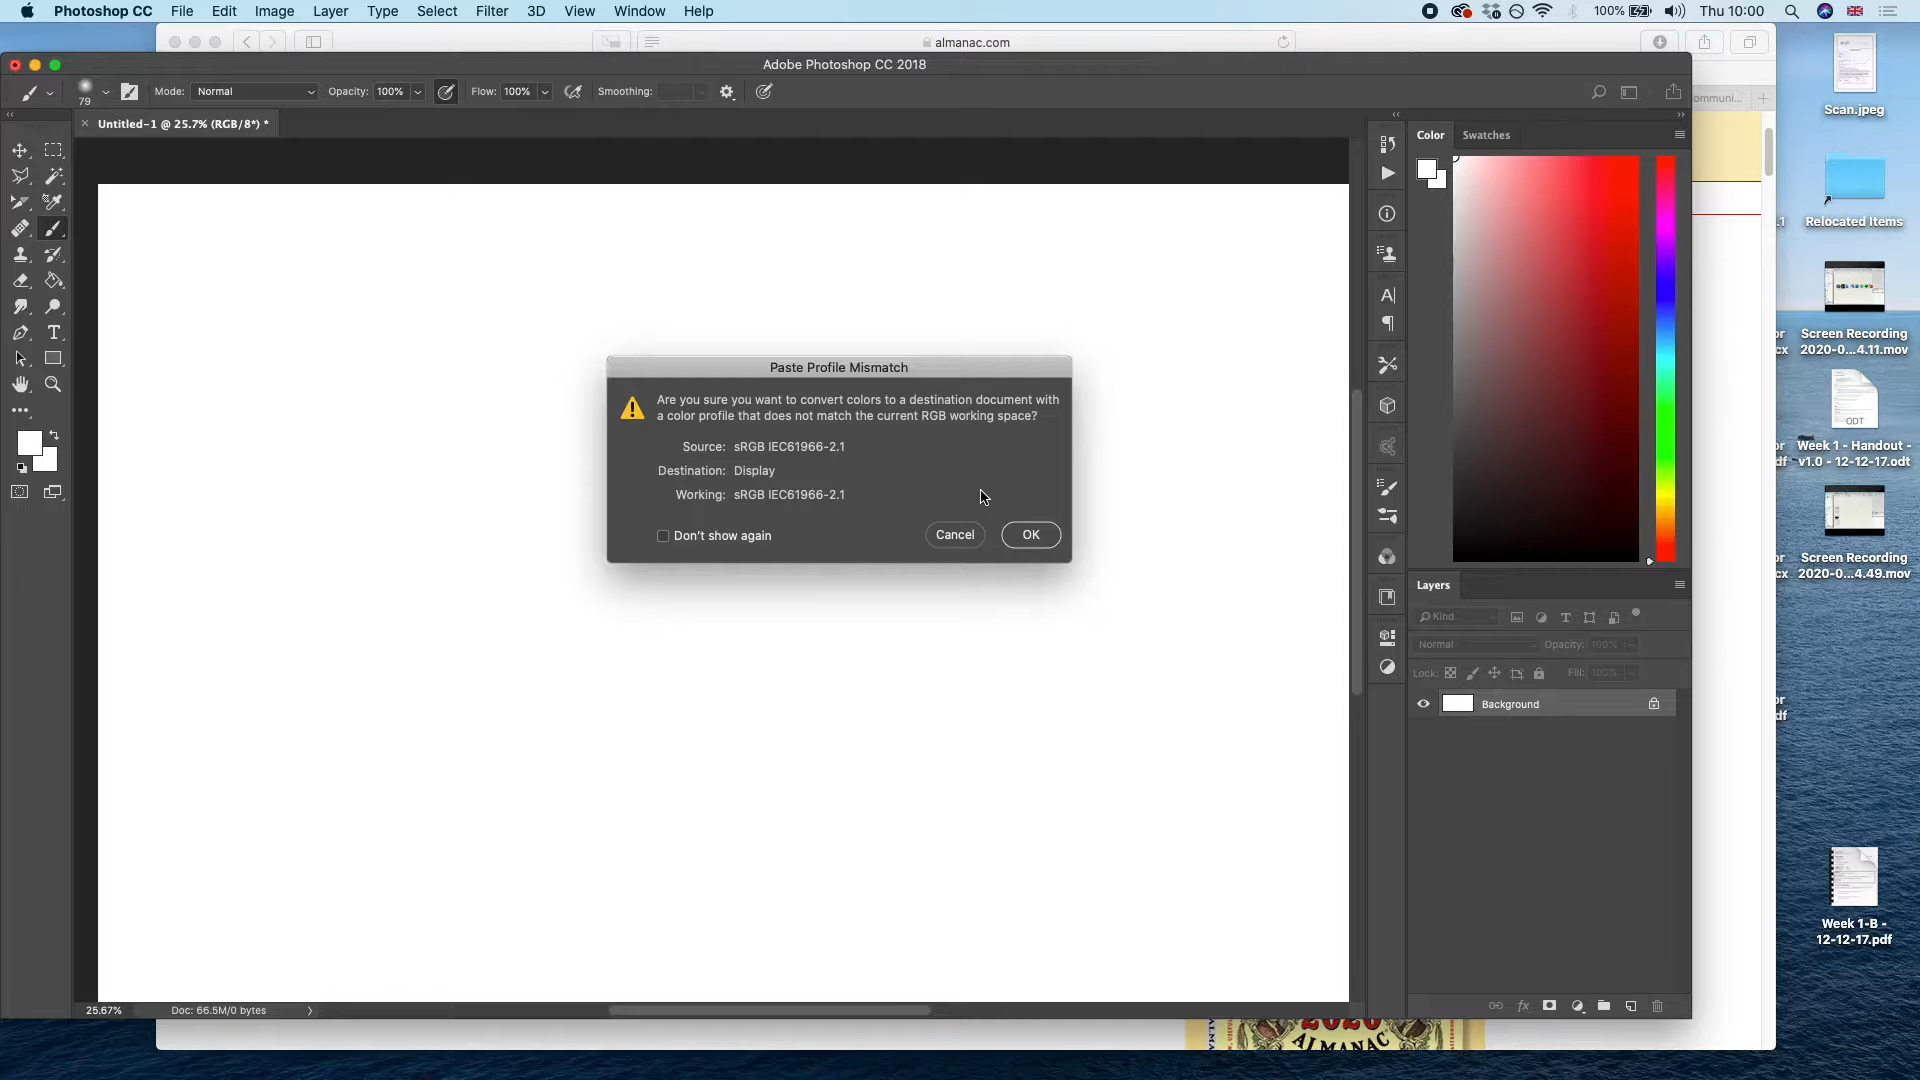 Photoshop CC File Edit Image Layer Type Select Filter 3D View Window Help 100% Thu 10:00
almanac.com
Adobe Photoshop CC 2018
79 Mode: Normal Opacity: 100% Flow: 100% Smoothing:
Untitled-1 @ 25.7% (RGB/8*) *
Color Swatches
Paste Profile Mismatch
Are you sure you want to convert colors to a destination document with
a color profile that does not match the current RGB working space?
Source: sRGB IEC61966-2.1
Destination: Display
Working: sRGB IEC61966-2.1
Don't show again Cancel OK
Layers
Kind
Normal Opacity: 100%
Lock: Fill: 100%
Background
25.67% Doc: 66.5M/0 bytes
Scan.jpeg
Relocated Items
Screen Recording
2020-0...4.11.mov
ODT
Week 1 - Handout -
v1.0 - 12-12-17.odt
Screen Recording
2020-0...4.49.mov
Week 1-B -
12-12-17.pdf
2020
ALMANAC